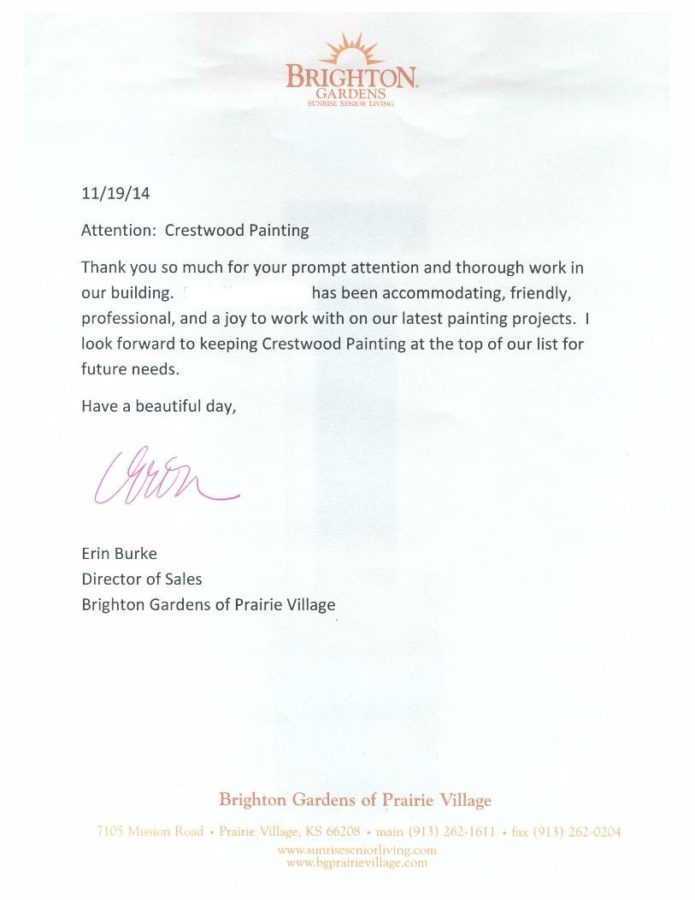 BRIGHTON
GARDENS
SUNRISE SENIOR LIVING
11/19/14
Attention: Crestwood Painting
Thank you so much for your prompt attention and thorough work in
our building. has been accommodating, friendly,
professional, and a joy to work with on our latest painting projects. I
look forward to keeping Crestwood Painting at the top of our list for
future needs.
Have a beautiful day,
Erin
Erin Burke
Director of Sales
Brighton Gardens of Prairie Village
Brighton Gardens of Prairie Village
7105 Mission Road • Prairie Village, KS 66208 • main (913) 262-1611 • fax (913) 262-0204
www.sunriseseniorliving.com
www.bgprairievillage.com